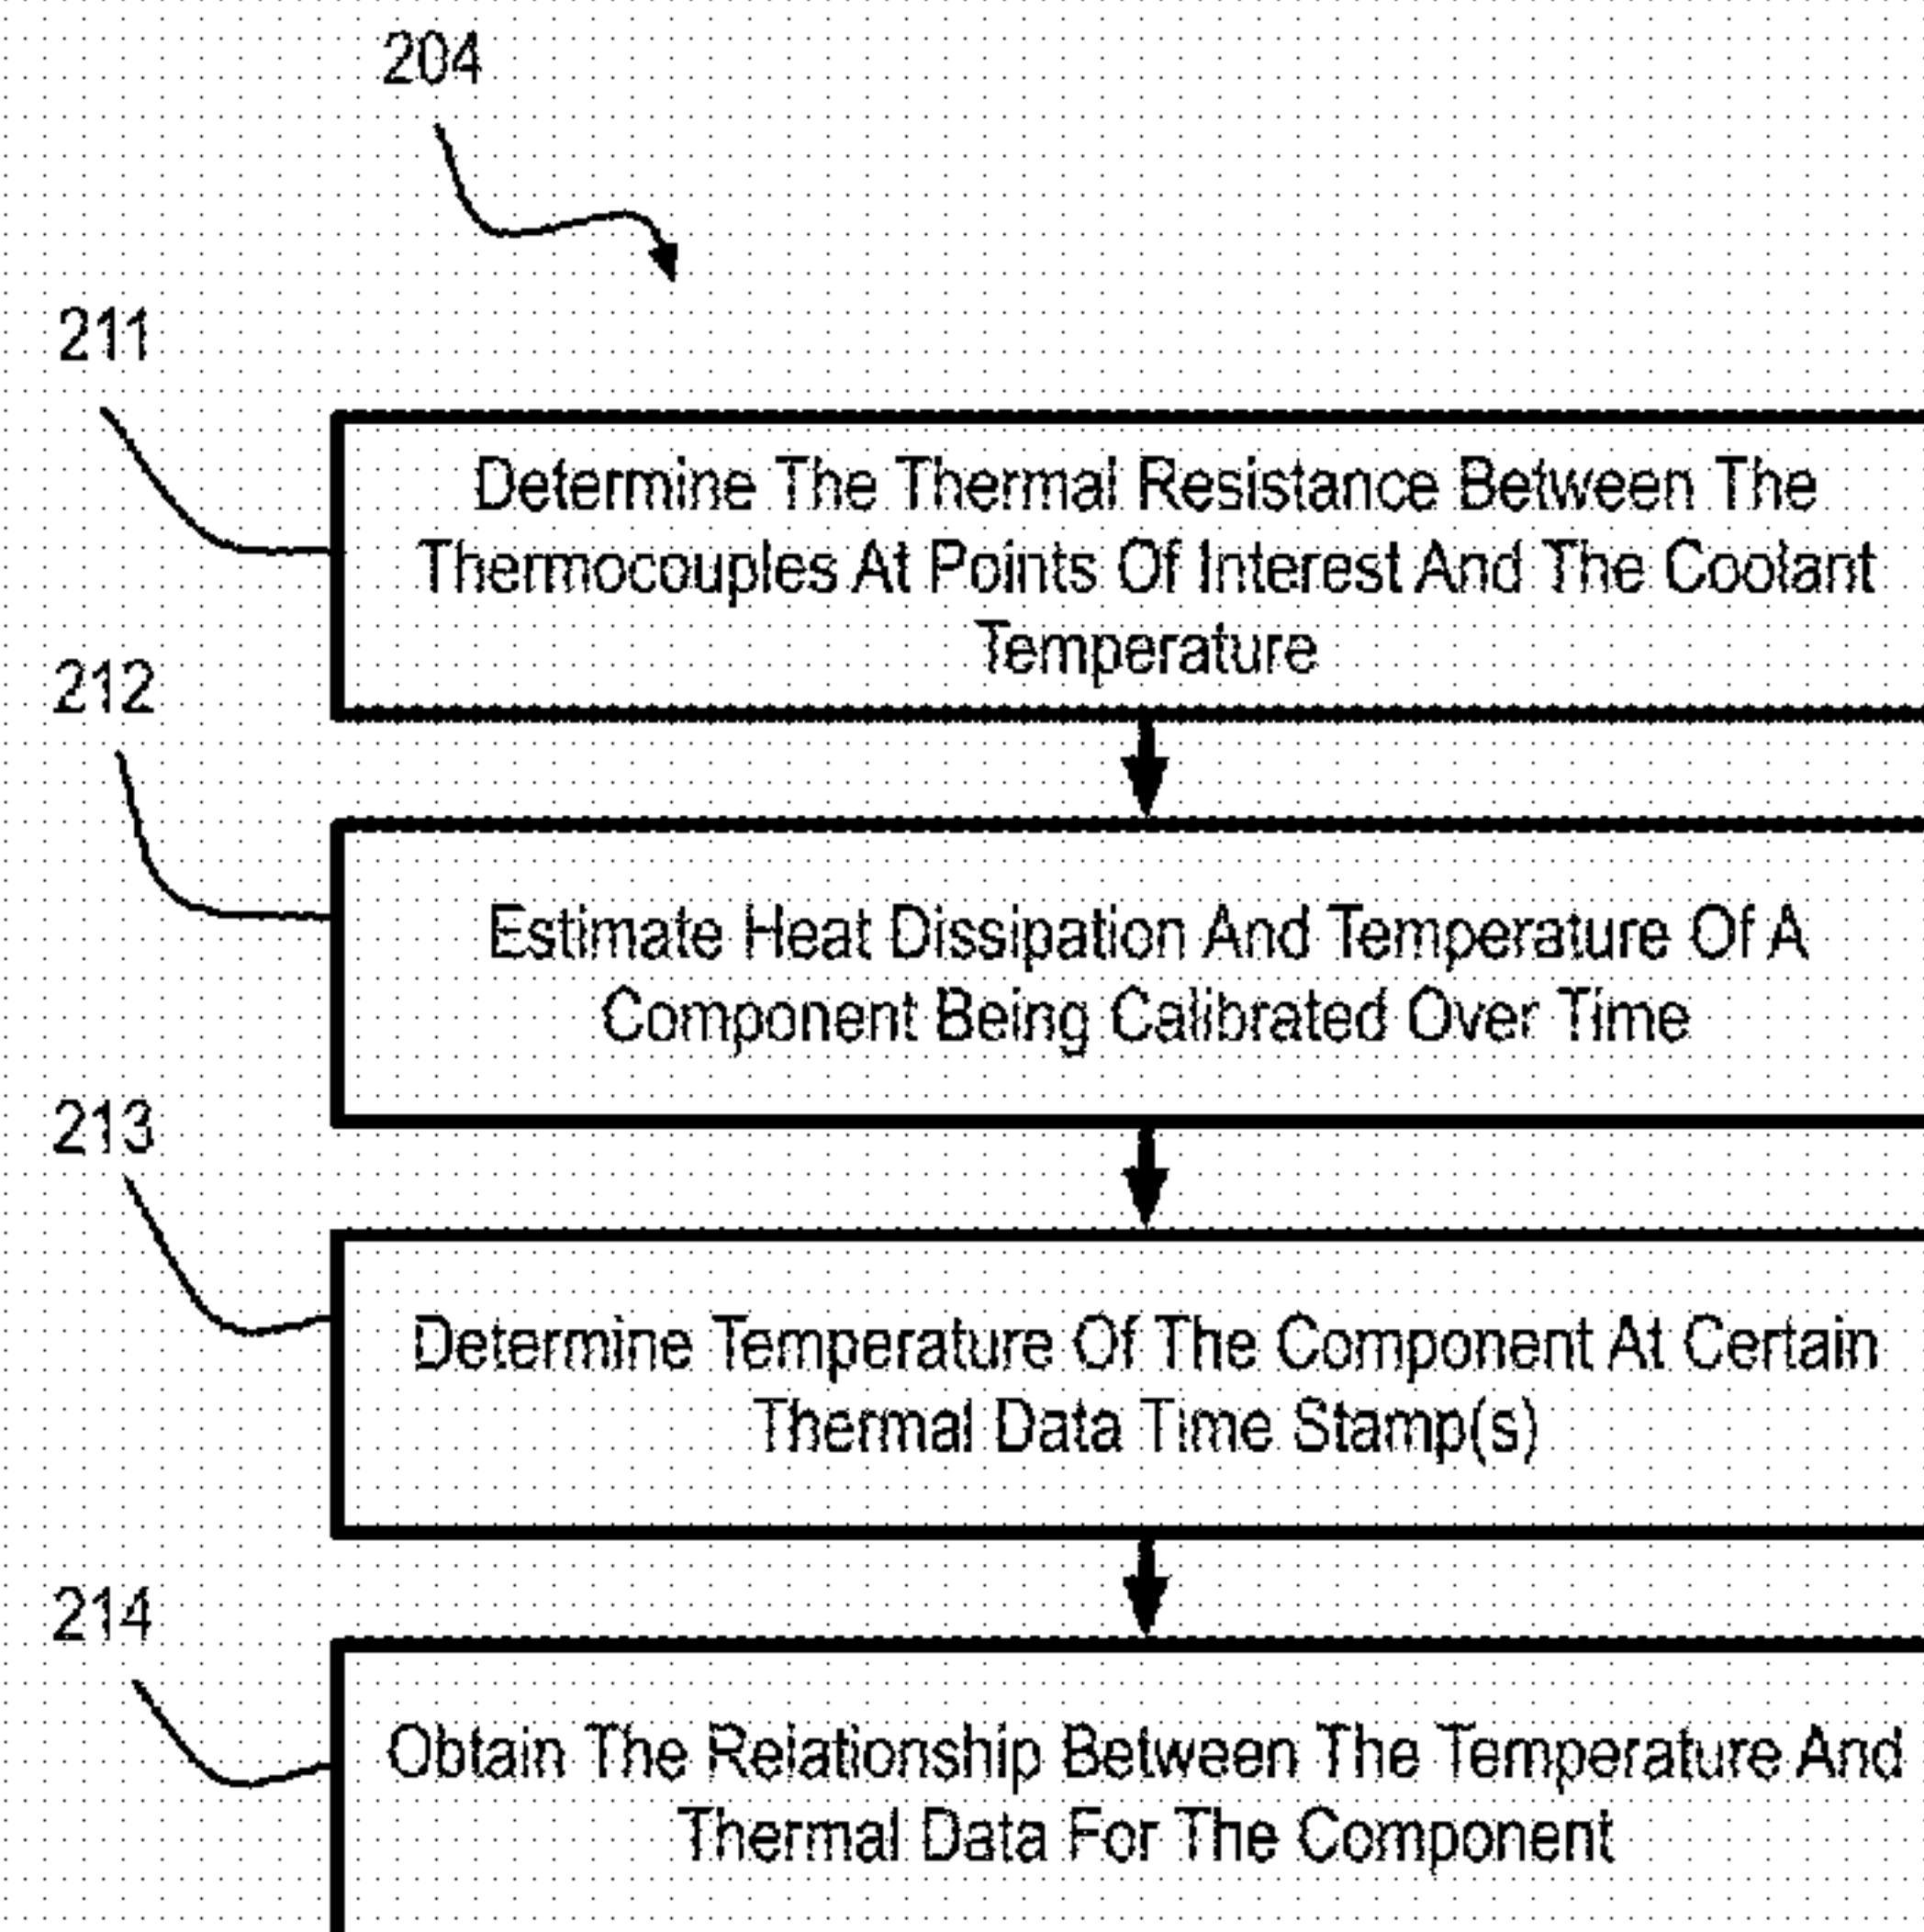 204
211
Determine The Thermal Resistance Between The
Thermocouples At Points Of Interest And The Coolant
Temperature
212
Estimate Heat Dissipation And Temperature Of A
Component Being Calibrated Over Time
213
Determine Temperature Of The Component At Certain
Thermal Data Time Stamp(s)
214
Obtain The Relationship Between The Temperature And
Thermal Data For The Component